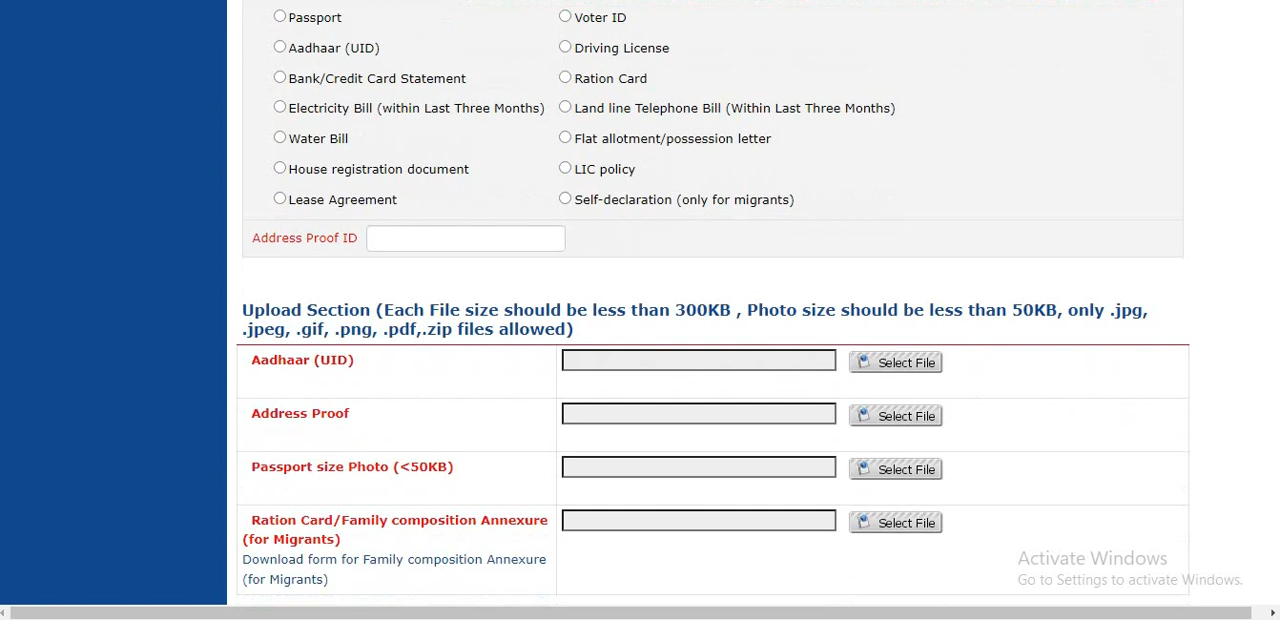 Passport Voter ID
Aadhaar (UID) Driving License
Bank/Credit Card Statement Ration Card
Electricity Bill (within Last Three Months) Land line Telephone Bill (Within Last Three Months)
Water Bill Flat allotment/possession letter
House registration document LIC policy
Lease Agreement Self-declaration (only for migrants)
Address Proof ID
Upload Section (Each File size should be less than 300KB , Photo size should be less than 50KB, only .jpg,
.jpeg, .gif, .png, .pdf,.zip files allowed)
Aadhaar (UID) Select File
Address Proof Select File
Passport size Photo (<50KB) Select File
Ration Card/Family composition Annexure Select File
(for Migrants)
Download form for Family composition Annexure
(for Migrants)
Activate Windows
Go to Settings to activate Windows.